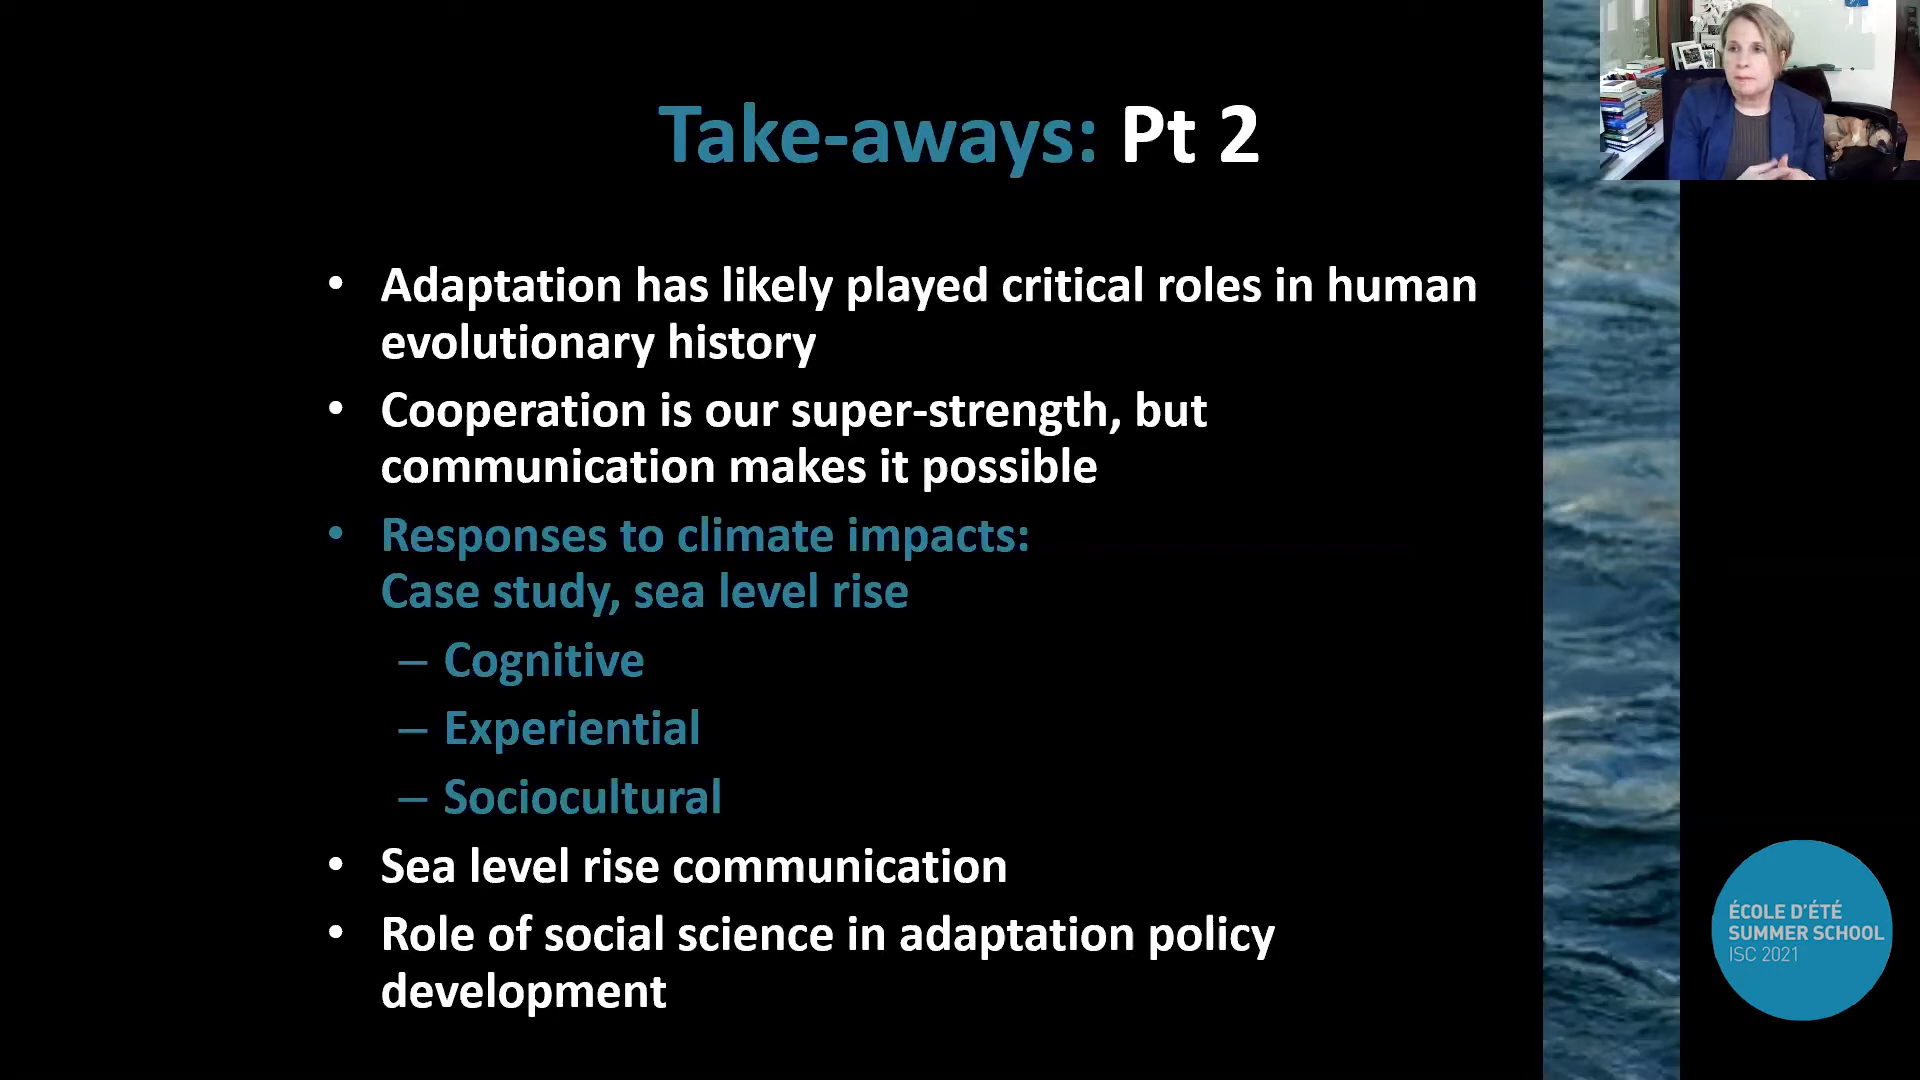 Take-aways: Pt 2
• Adaptation has likely played critical roles in human
evolutionary history
• Cooperation is our super-strength, but
communication makes it possible
• Responses to climate impacts:
Case study, sea level rise
– Cognitive
– Experiential
– Sociocultural
• Sea level rise communication
• Role of social science in adaptation policy
development
ÉCOLE D'ÉTÉ
SUMMER SCHOOL
ISC 2021